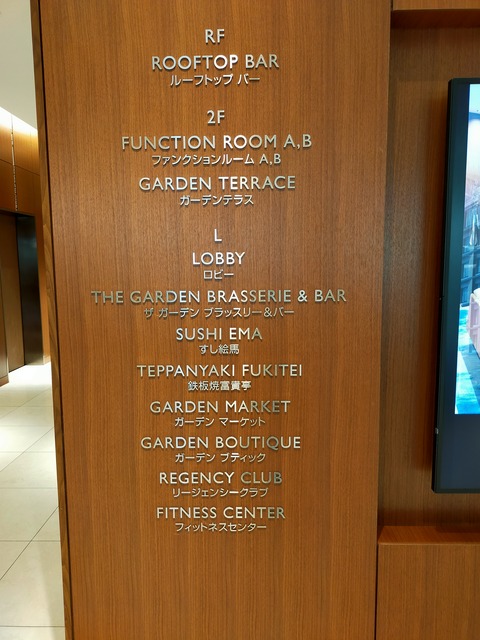 RF
ROOFTOP BAR
ルーフトップ バー
2F
FUNCTION ROOM A,B
ファンクションルーム A,B
GARDEN TERRACE
ガーデンテラス
L
LOBBY
ロビー
THE GARDEN BRASSERIE & BAR
ザ ガーデン ブラッスリー&バー
SUSHI EMA
すし絵馬
TEPPANYAKI FUKITEI
鉄板焼富貴亭
GARDEN MARKET
ガーデン マーケット
GARDEN BOUTIQUE
ガーデン ブティック
REGENCY CLUB
リージェンシークラブ
FITNESS CENTER
フィットネスセンター